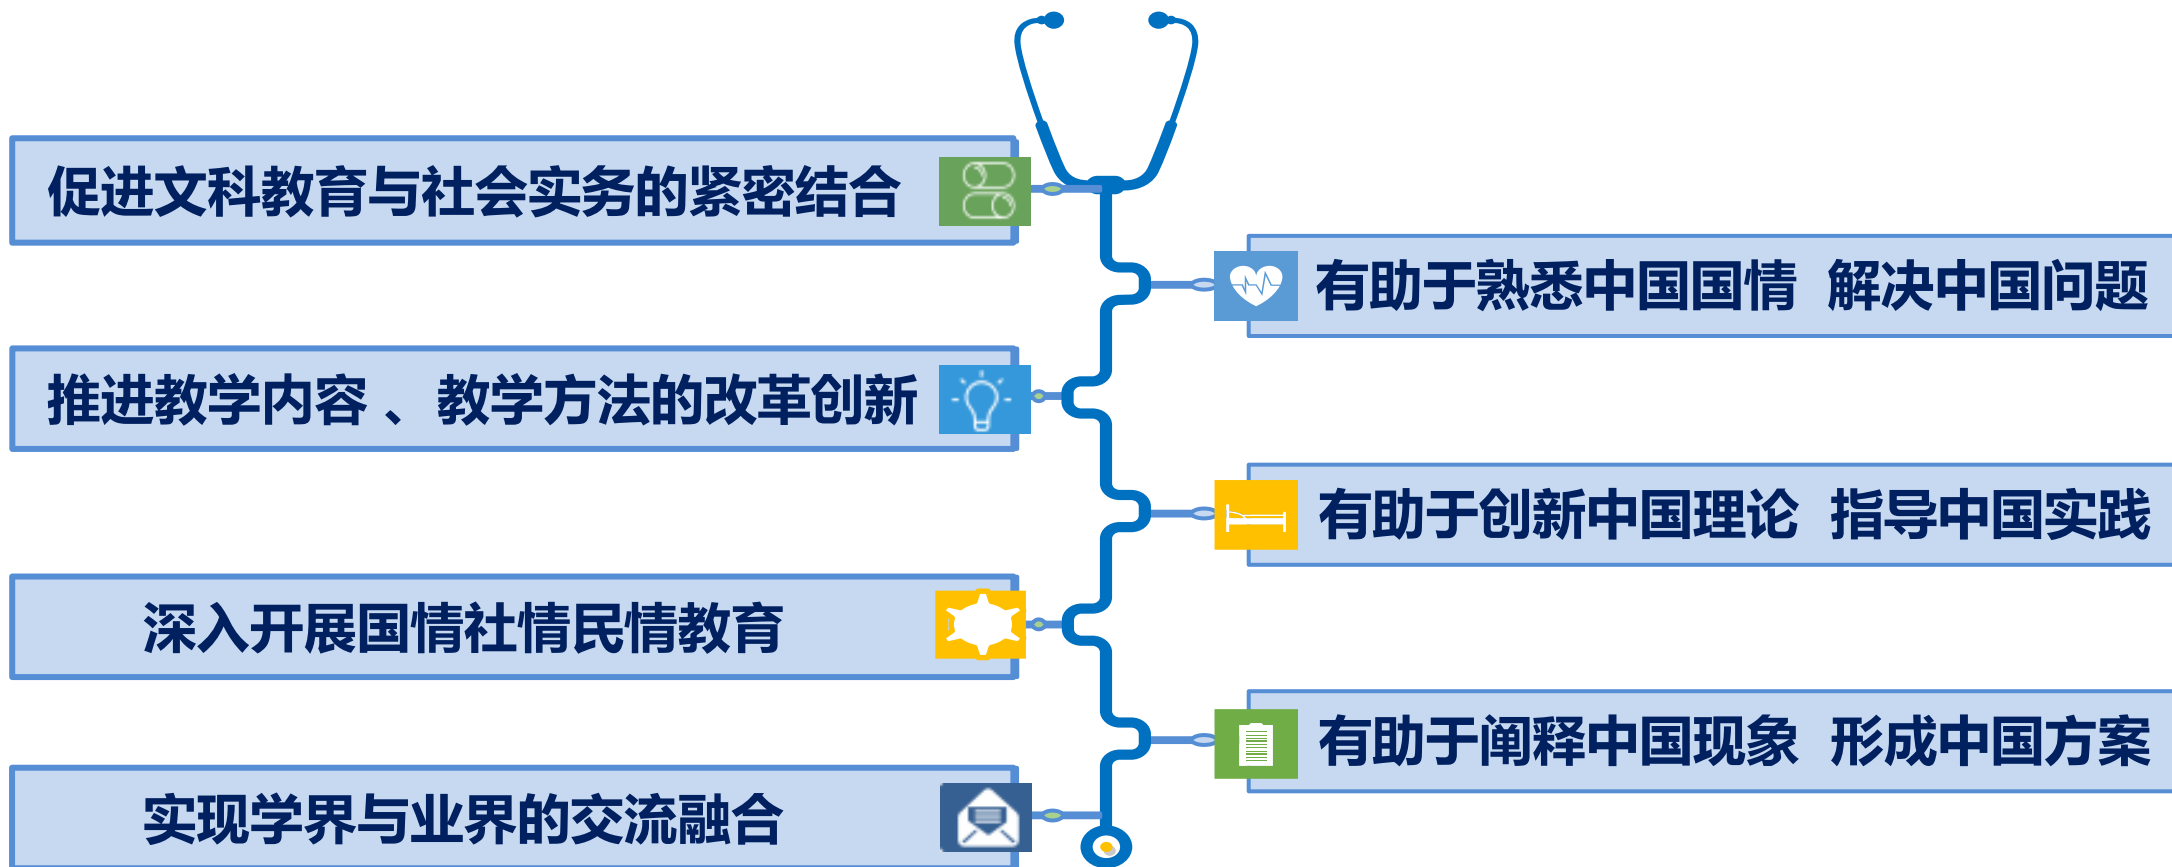 促进文科教育与社会实务的紧密结合
有助于熟悉中国国情 解决中国问题
推进教学内容 、教学方法的改革创新
有助于创新中国理论 指导中国实践
深入开展国情社情民情教育
有助于阐释中国现象 形成中国方案
实现学界与业界的交流融合